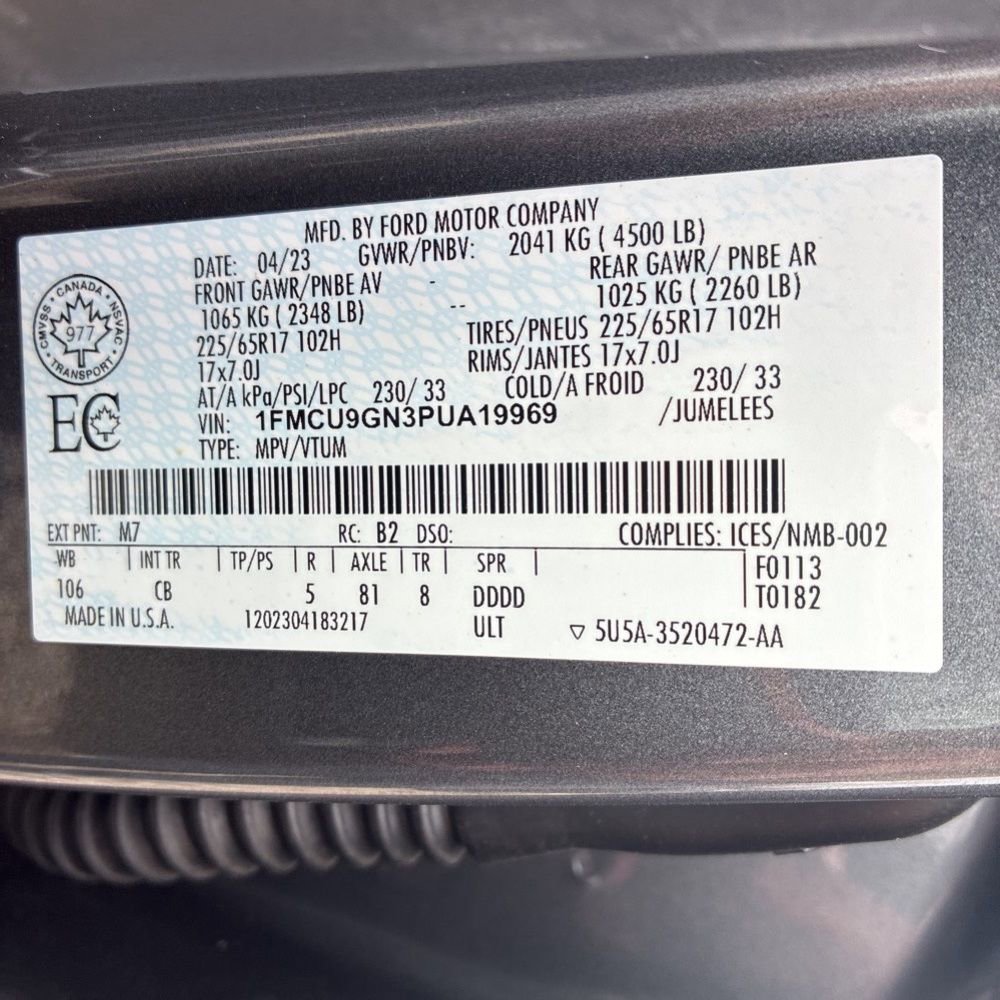 MFD. BY FORD MOTOR COMPANY
DATE: 04/23 GVWR/PNBV: 2041 KG ( 4500 LB)
FRONT GAWR/PNBE AV - REAR GAWR/ PNBE AR
1065 KG ( 2348 LB) -- 1025 KG ( 2260 LB)
225/65R17 102H TIRES/PNEUS 225/65R17 102H
17x7.0J RIMS/JANTES 17x7.0J
AT/A kPa/PSI/LPC 230/ 33 COLD/A FROID 230/ 33
VIN: 1FMCU9GN3PUA19969 /JUMELEES
TYPE: MPV/VTUM
CANADA
CMVSS • NSVAC
977
TRANSPORT
EC
EXT PNT: M7 RC: B2 DSO: COMPLIES: ICES/NMB-002
WB | INT TR | TP/PS | R | AXLE | TR | SPR | F0113
106 CB 5 81 8 DDDD T0182
MADE IN U.S.A. 1202304183217 ULT ▽ 5U5A-3520472-AA